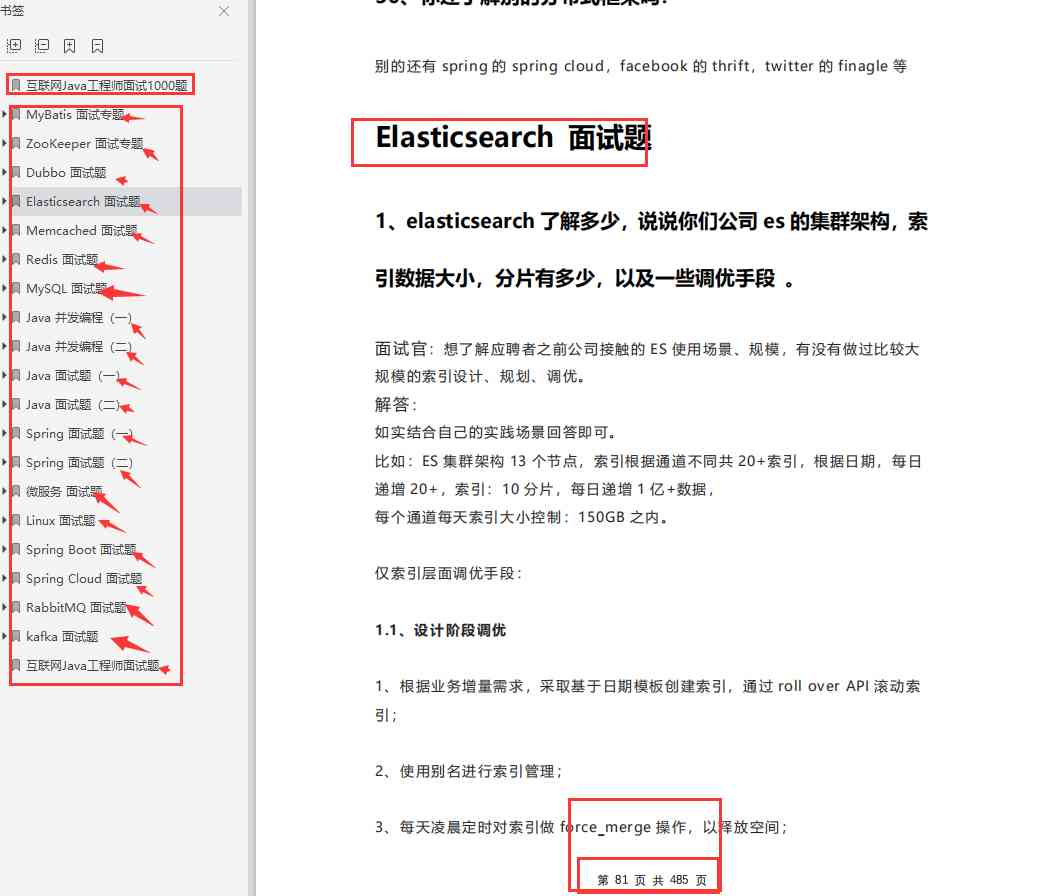 书签
互联网Java工程师面试1000题
MyBatis 面试专题
ZooKeeper 面试专题
Dubbo 面试题
Elasticsearch 面试题
Memcached 面试题
Redis 面试题
MySQL 面试题
Java 并发编程（一）
Java 并发编程（二）
Java 面试题（一）
Java 面试题（二）
Spring 面试题（一）
Spring 面试题（二）
微服务 面试题
Linux 面试题
Spring Boot 面试题
Spring Cloud 面试题
RabbitMQ 面试题
kafka 面试题
互联网Java工程师面试题
50、你还了解别的分布式框架吗？
别的还有 spring 的 spring cloud，facebook 的 thrift，twitter 的 finagle 等
Elasticsearch 面试题
1、elasticsearch 了解多少，说说你们公司 es 的集群架构，索
引数据大小，分片有多少，以及一些调优手段 。
面试官：想了解应聘者之前公司接触的 ES 使用场景、规模，有没有做过比较大
规模的索引设计、规划、调优。
解答：
如实结合自己的实践场景回答即可。
比如：ES 集群架构 13 个节点，索引根据通道不同共 20+索引，根据日期，每日
递增 20+，索引：10 分片，每日递增 1 亿+数据，
每个通道每天索引大小控制：150GB 之内。
仅索引层面调优手段：
1.1、设计阶段调优
1、根据业务增量需求，采取基于日期模板创建索引，通过 roll over API 滚动索
引；
2、使用别名进行索引管理；
3、每天凌晨定时对索引做 force_merge 操作，以释放空间；
第 81 页 共 485 页